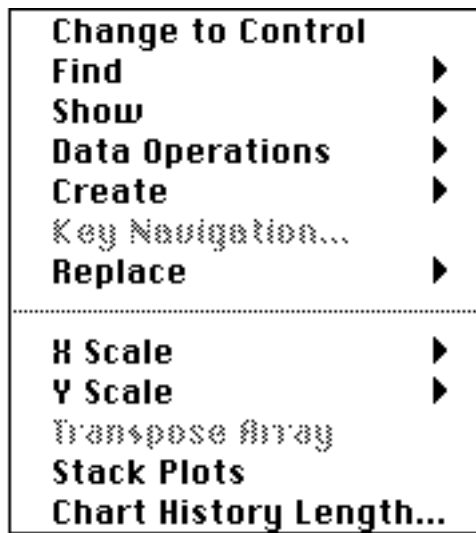 Change to Control
Find
Show
Data Operations
Create
Key Navigation...
Replace
X Scale
Y Scale
Transpose Array
Stack Plots
Chart History Length...